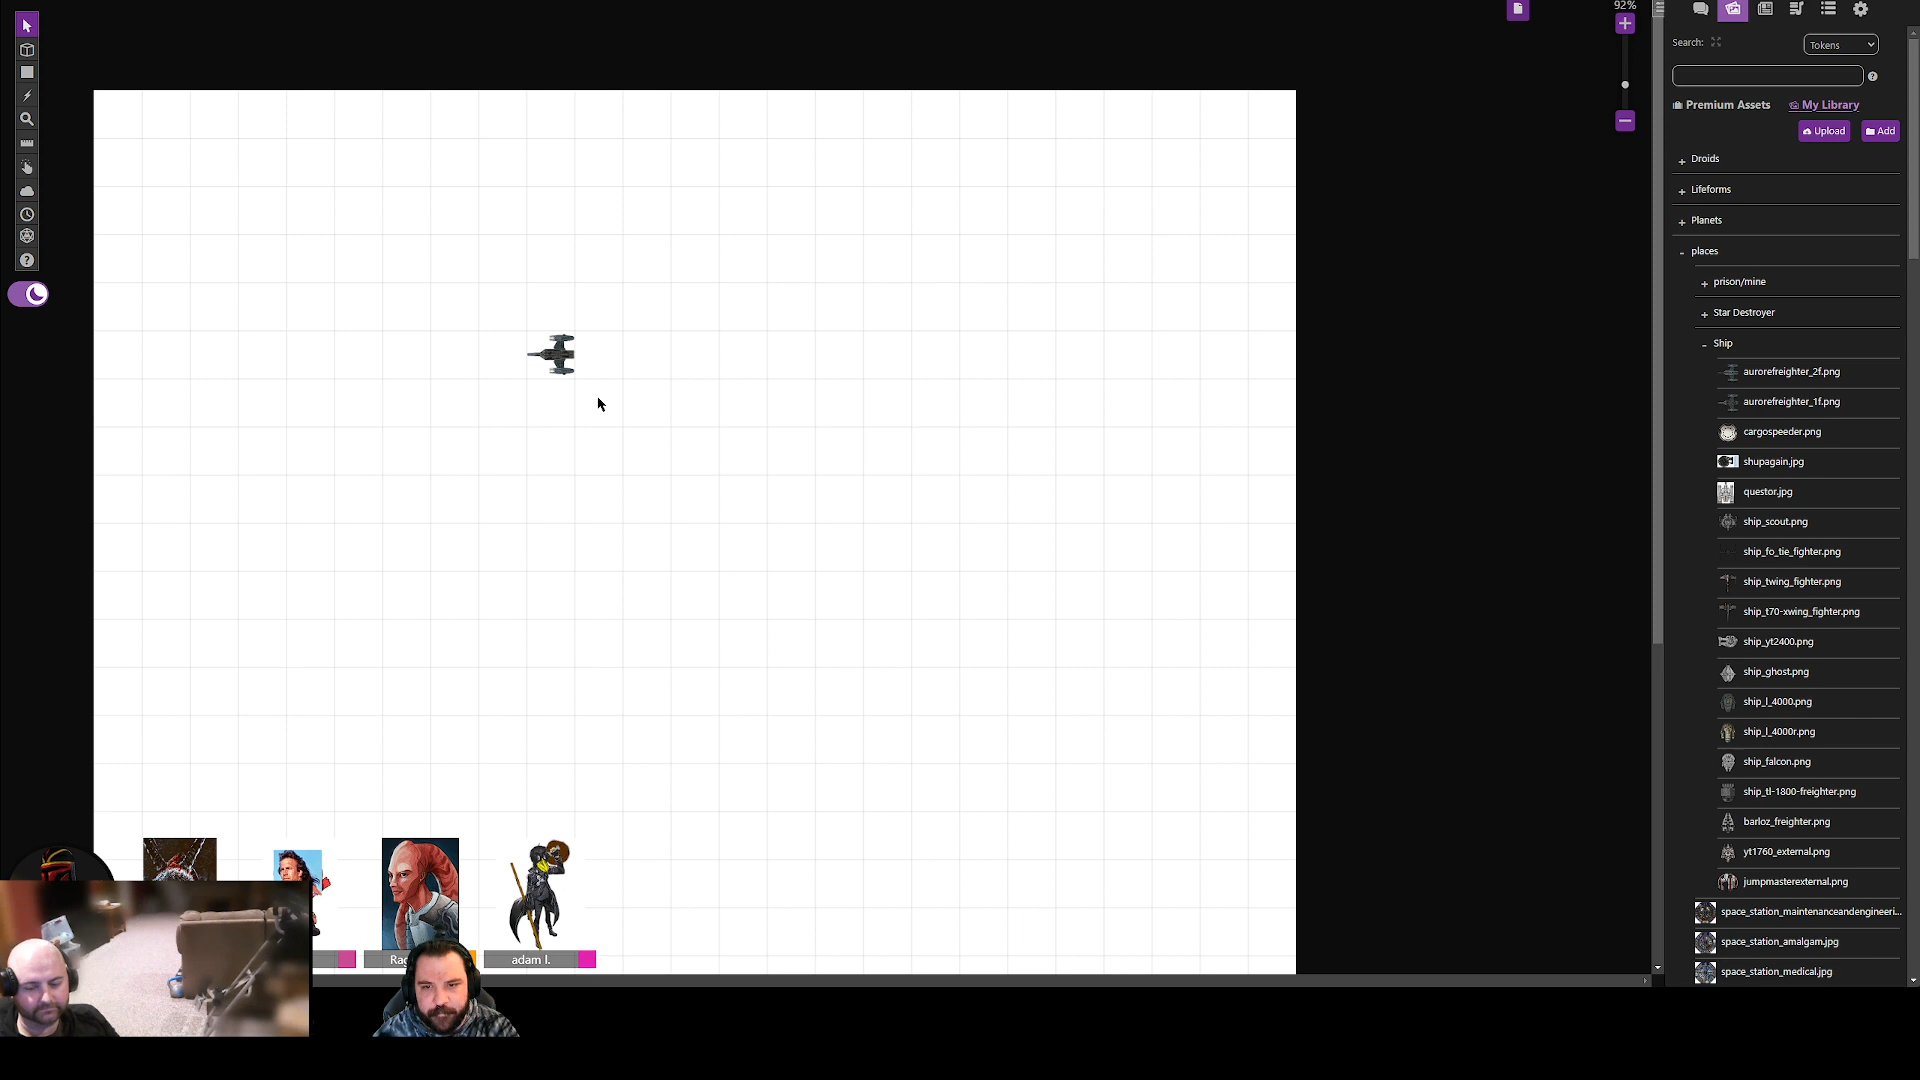 92%
Search:
Tokens
Premium Assets
My Library
Upload
Add
+ Droids
+ Lifeforms
+ Planets
- places
+ prison/mine
+ Star Destroyer
- Ship
aurorefreighter_2f.png
aurorefreighter_1f.png
cargospeeder.png
shupagain.jpg
questor.jpg
ship_scout.png
ship_fo_tie_fighter.png
ship_twing_fighter.png
ship_t70-xwing_fighter.png
ship_yt2400.png
ship_ghost.png
ship_l_4000.png
ship_l_4000r.png
ship_falcon.png
ship_tl-1800-freighter.png
barloz_freighter.png
yt1760_external.png
jumpmasterexternal.png
space_station_maintenanceandengineeri...
space_station_amalgam.jpg
space_station_medical.jpg
adam l.